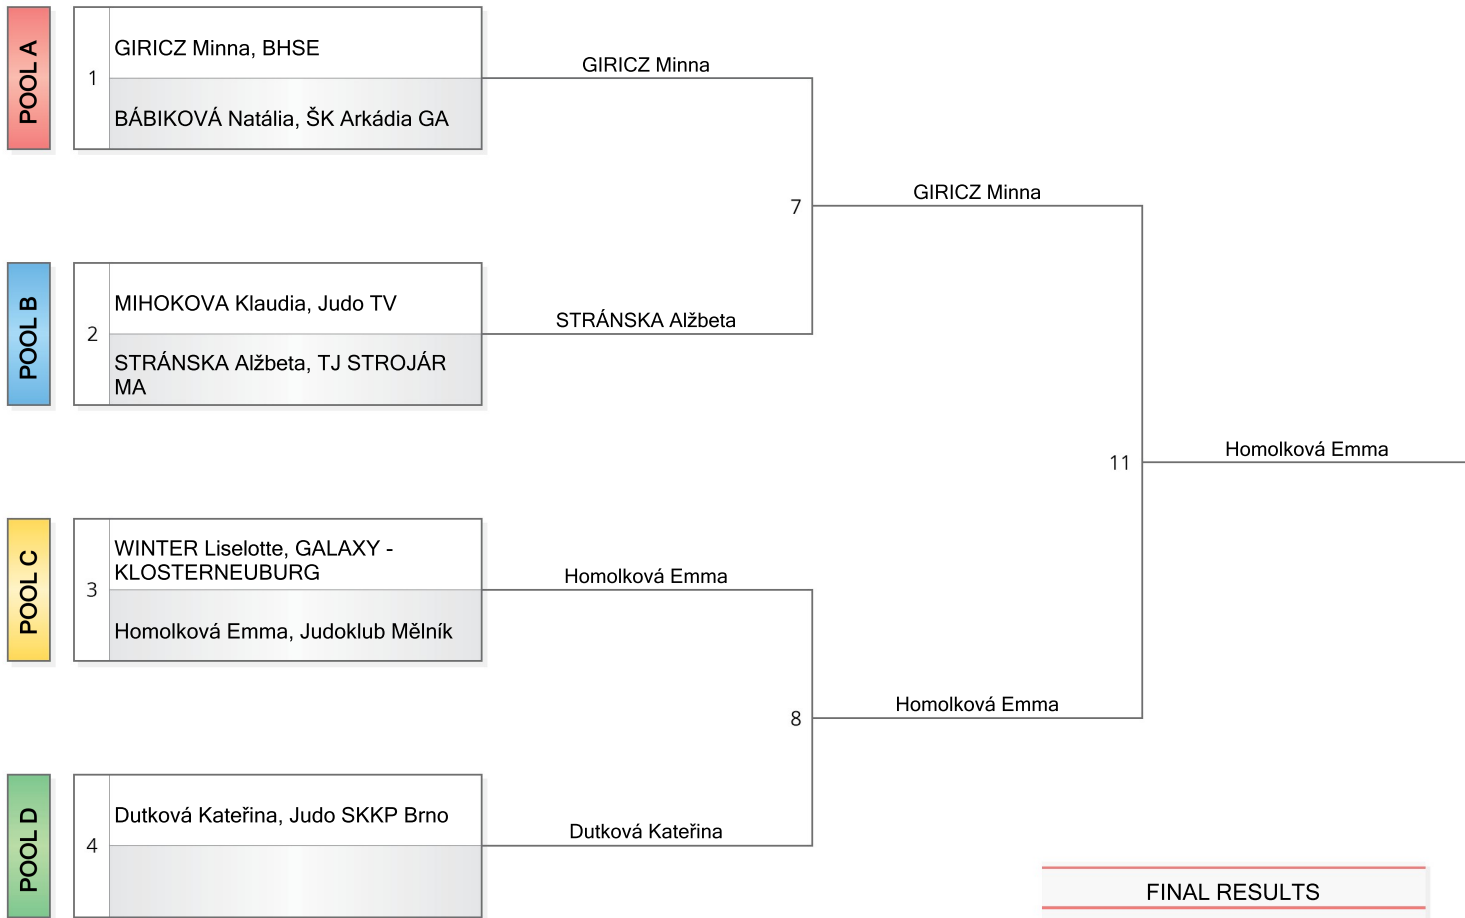 POOL A
1
GIRICZ Minna, BHSE
BÁBIKOVÁ Natália, ŠK Arkádia GA
GIRICZ Minna
7
GIRICZ Minna
POOL B
2
MIHOKOVA Klaudia, Judo TV
STRÁNSKA Alžbeta, TJ STROJÁR
MA
STRÁNSKA Alžbeta
11
Homolková Emma
POOL C
3
WINTER Liselotte, GALAXY -
KLOSTERNEUBURG
Homolková Emma, Judoklub Mělník
Homolková Emma
8
Homolková Emma
POOL D
4
Dutková Kateřina, Judo SKKP Brno
Dutková Kateřina
FINAL RESULTS